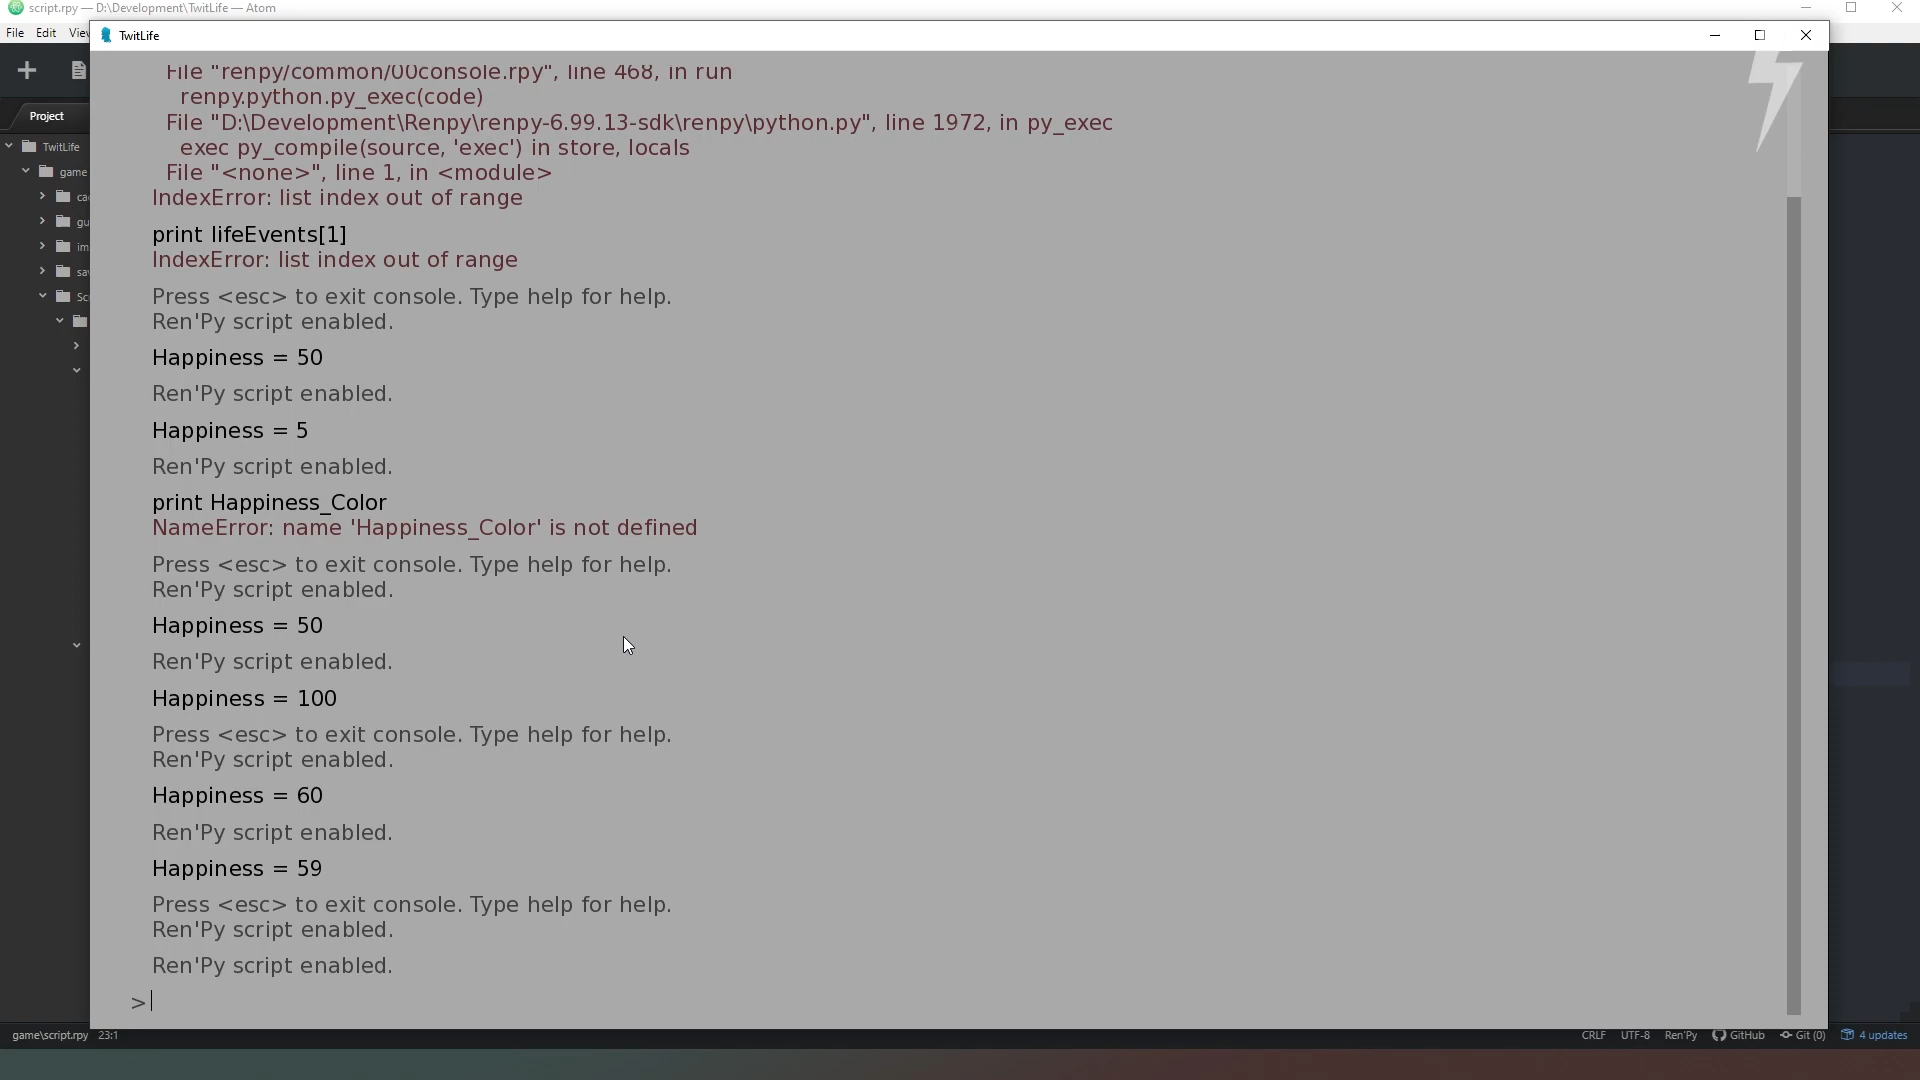 script.rpy — D:\Development\TwitLife — Atom
File Edit View
TwitLife
Project
TwitLife
game
File "renpy/common/00console.rpy", line 468, in run
renpy.python.py_exec(code)
File "D:\Development\Renpy\renpy-6.99.13-sdk\renpy\python.py", line 1972, in py_exec
exec py_compile(source, 'exec') in store, locals
File "<none>", line 1, in <module>
IndexError: list index out of range
print lifeEvents[1]
IndexError: list index out of range
Press <esc> to exit console. Type help for help.
Ren'Py script enabled.
Happiness = 50
Ren'Py script enabled.
Happiness = 5
Ren'Py script enabled.
print Happiness_Color
NameError: name 'Happiness_Color' is not defined
Press <esc> to exit console. Type help for help.
Ren'Py script enabled.
Happiness = 50
Ren'Py script enabled.
Happiness = 100
Press <esc> to exit console. Type help for help.
Ren'Py script enabled.
Happiness = 60
Ren'Py script enabled.
Happiness = 59
Press <esc> to exit console. Type help for help.
Ren'Py script enabled.
Ren'Py script enabled.
>
game\script.rpy 23:1
CRLF UTF-8 Ren'Py GitHub Git (0) 4 updates